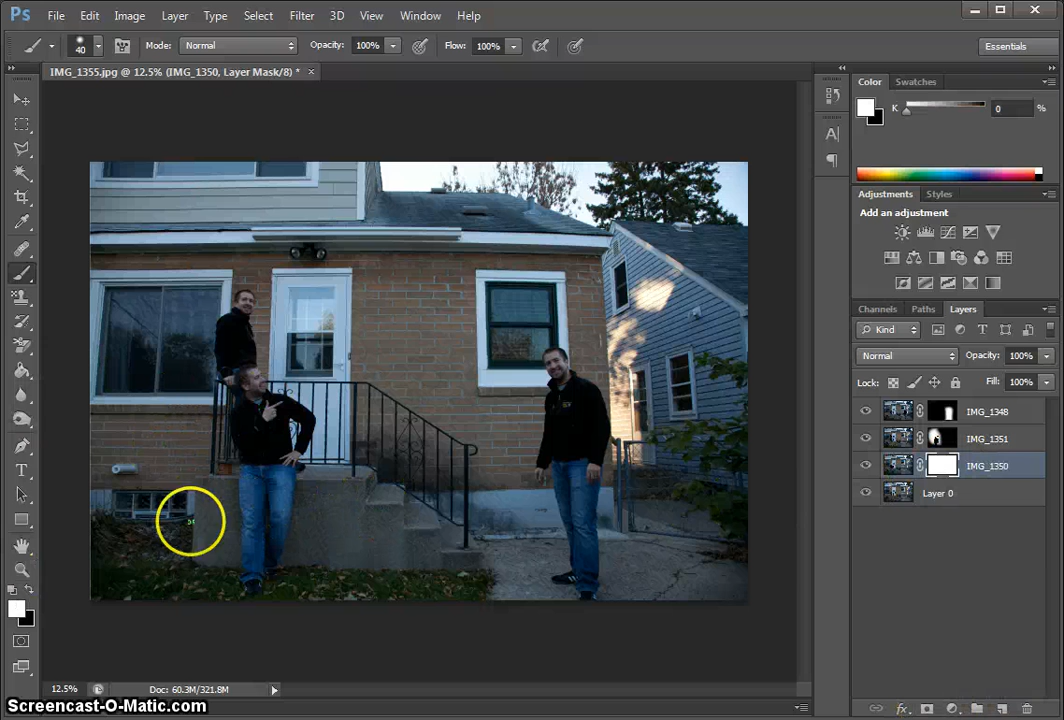 Ps File Edit Image Layer Type Select Filter 3D View Window Help
40 Mode: Normal Opacity: 100% Flow: 100% Essentials
IMG_1355.jpg @ 12.5% (IMG_1350, Layer Mask/8) * ×
Color Swatches
K 0 %
Adjustments Styles
Add an adjustment
Channels Paths Layers
Kind
Normal Opacity: 100%
Lock: Fill: 100%
IMG_1348
IMG_1351
IMG_1350
Layer 0
12.5% Doc: 60.3M/321.8M
Screencast-O-Matic.com